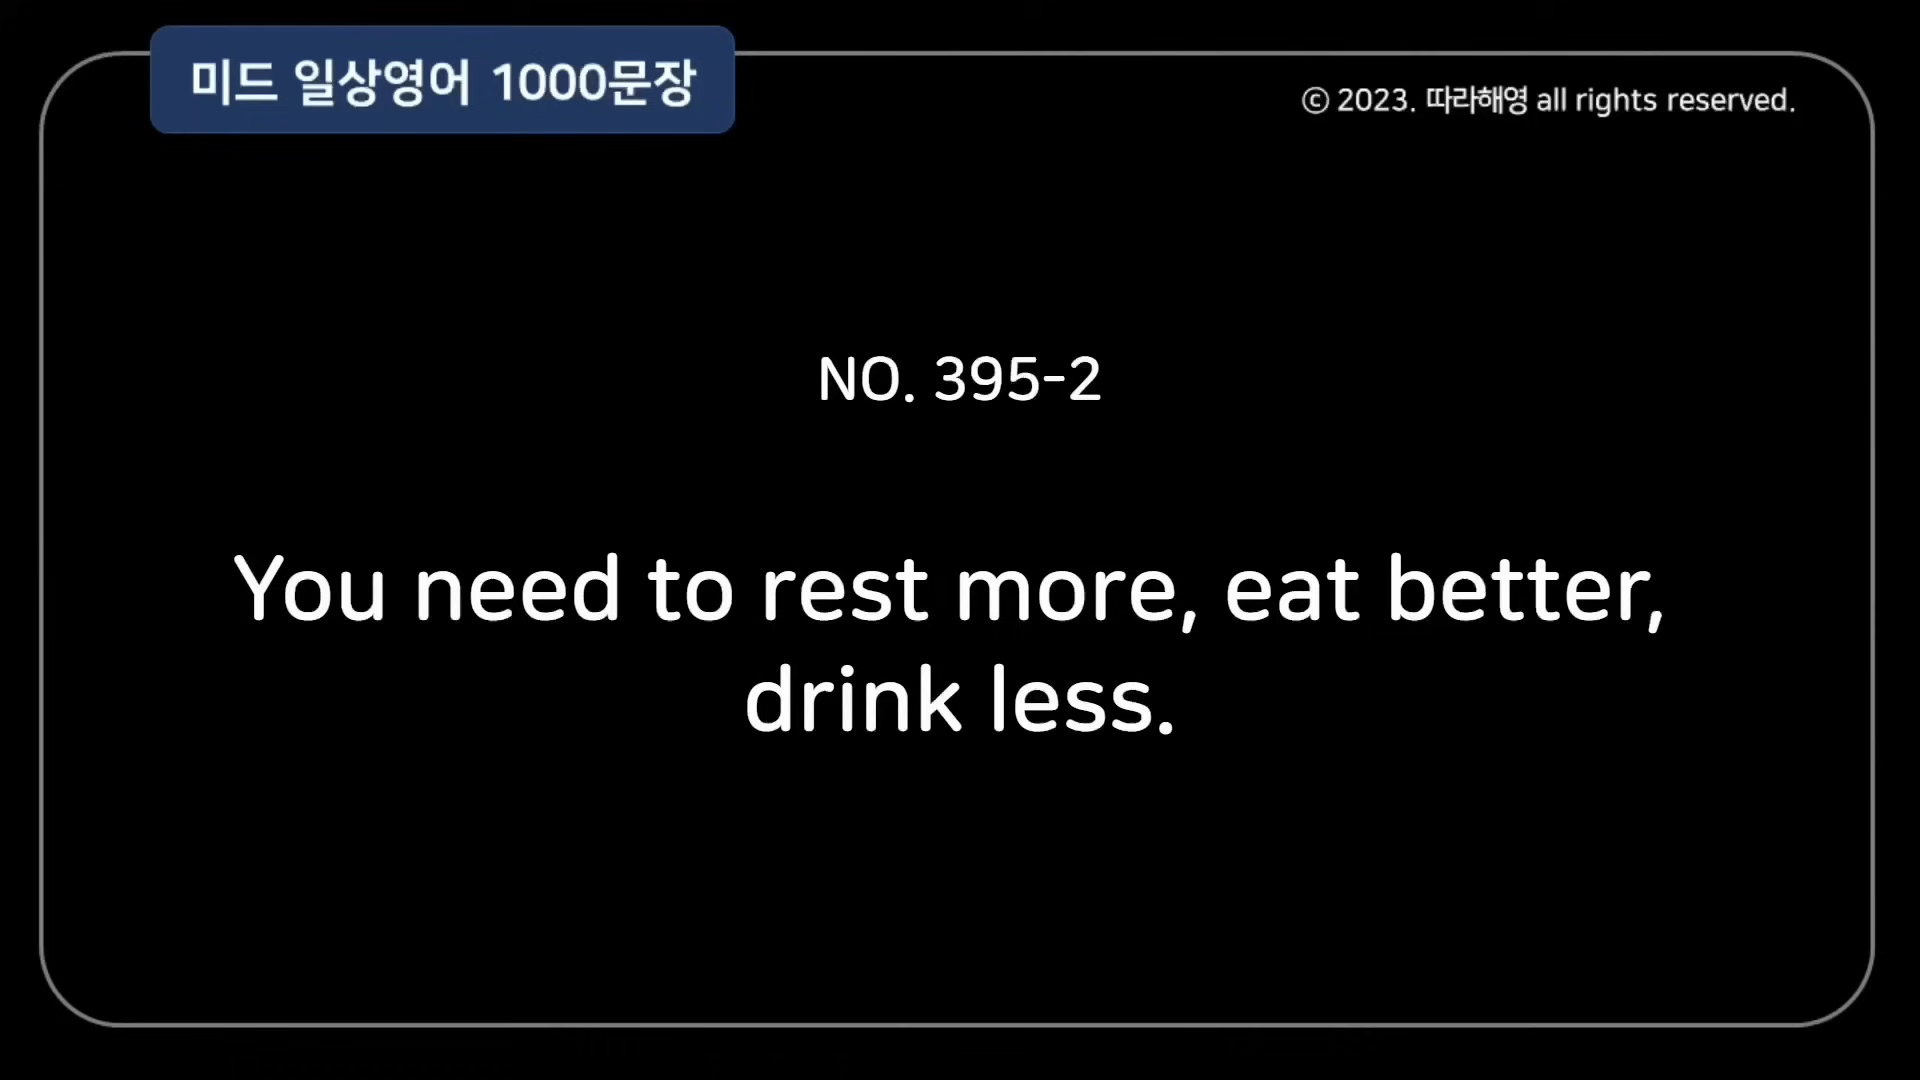 미드 일상영어 1000문장
ⓒ 2023. 따라해영 all rights reserved.
NO. 395-2
You need to rest more, eat better,
drink less.